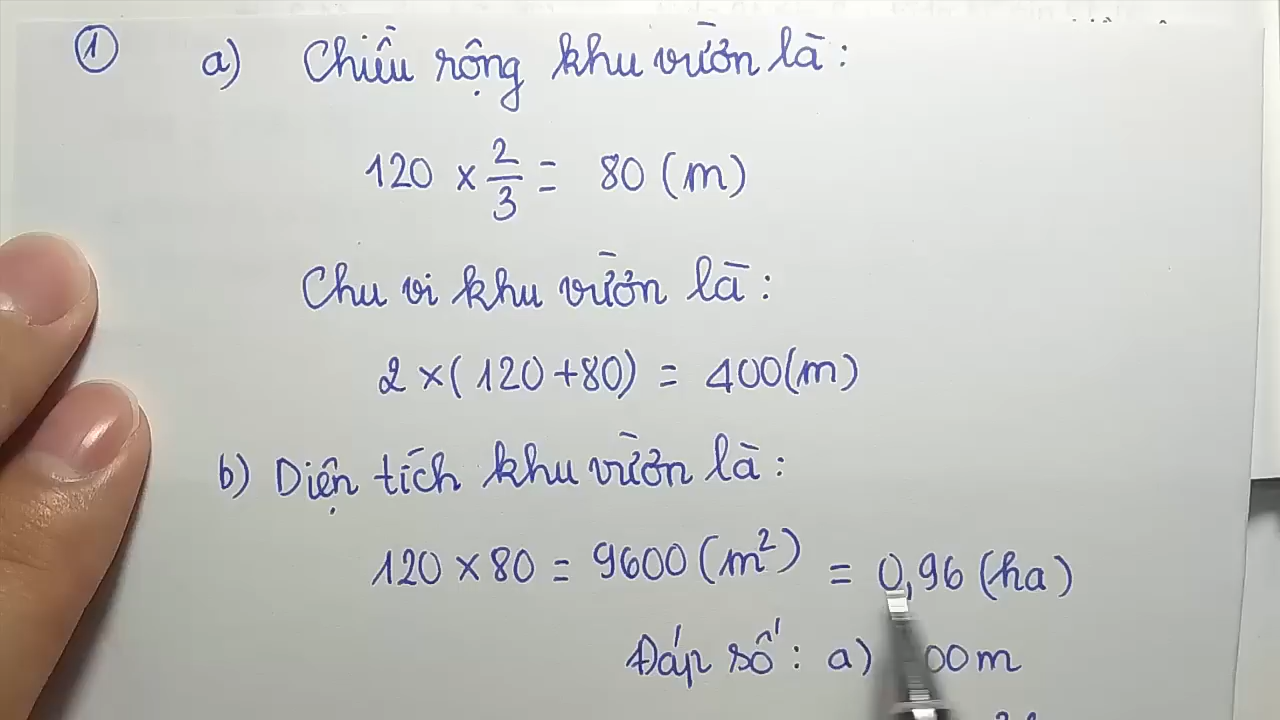 ① a) Chiều rộng khu vườn là:
120 × 2/3 = 80 (m)
Chu vi khu vườn là:
2 × (120 + 80) = 400 (m)
b) Diện tích khu vườn là:
120 × 80 = 9600 (m²) = 0,96 (ha)
Đáp số: a) 00m